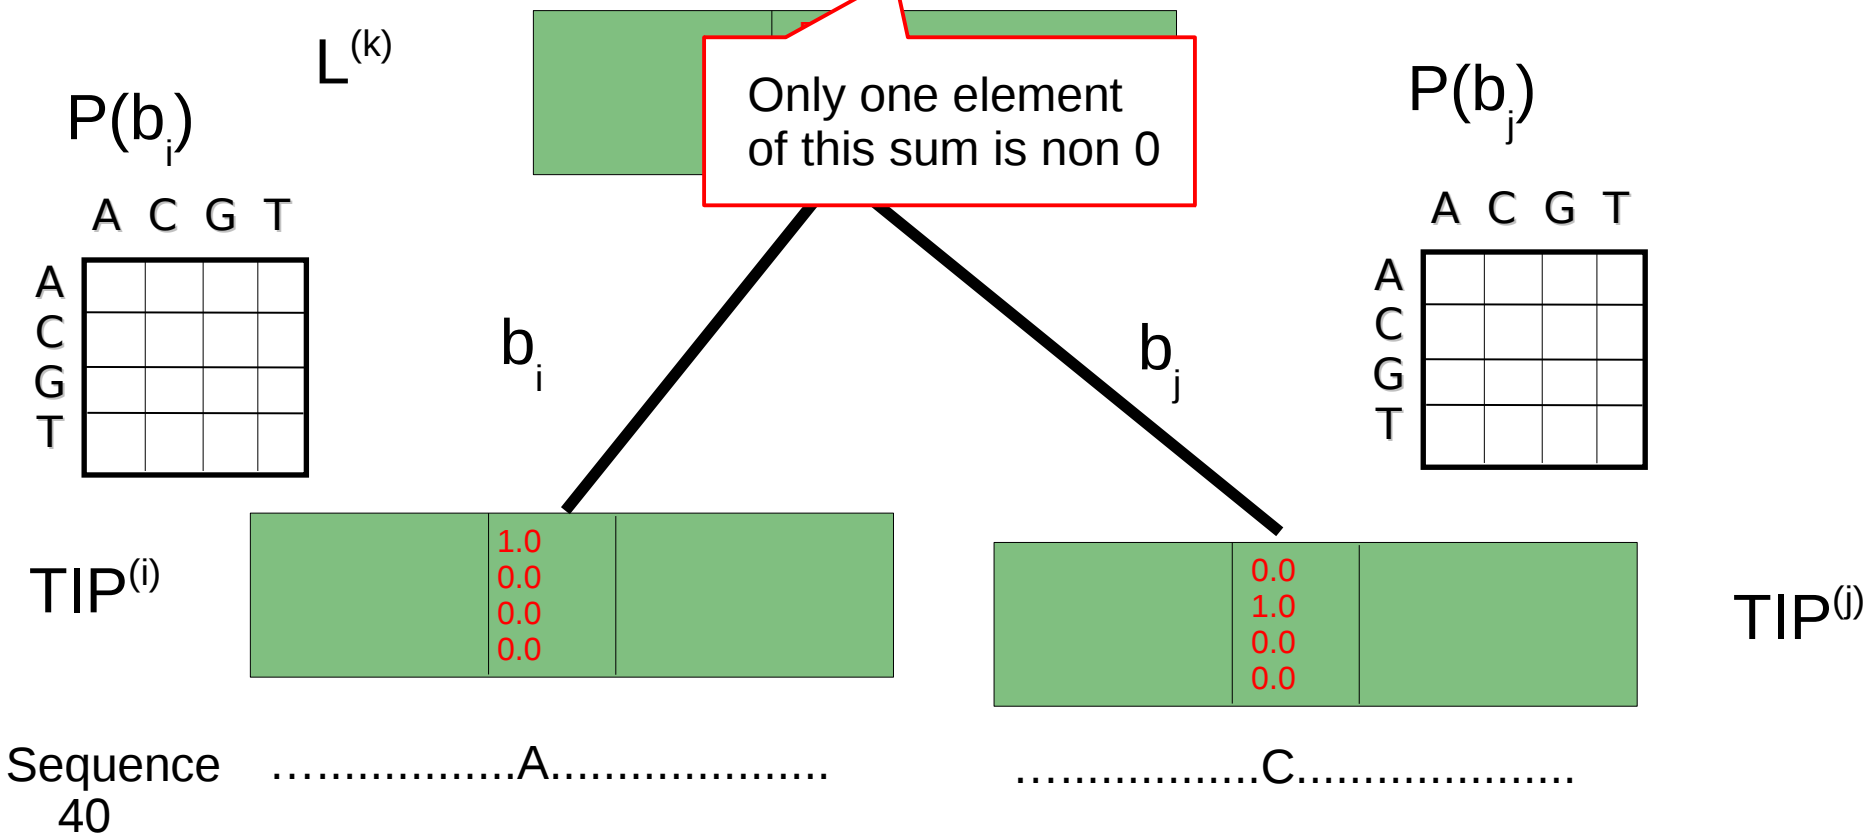 L(k)
P(bi)
P(bj)
Only one element
of this sum is non 0
A C G T
A C G T
A
C
G
T
A
C
G
T
bi
bj
TIP(i)
1.0
0.0
0.0
0.0
0.0
1.0
0.0
0.0
TIP(j)
Sequence
40
...................A.....................
...................C.....................